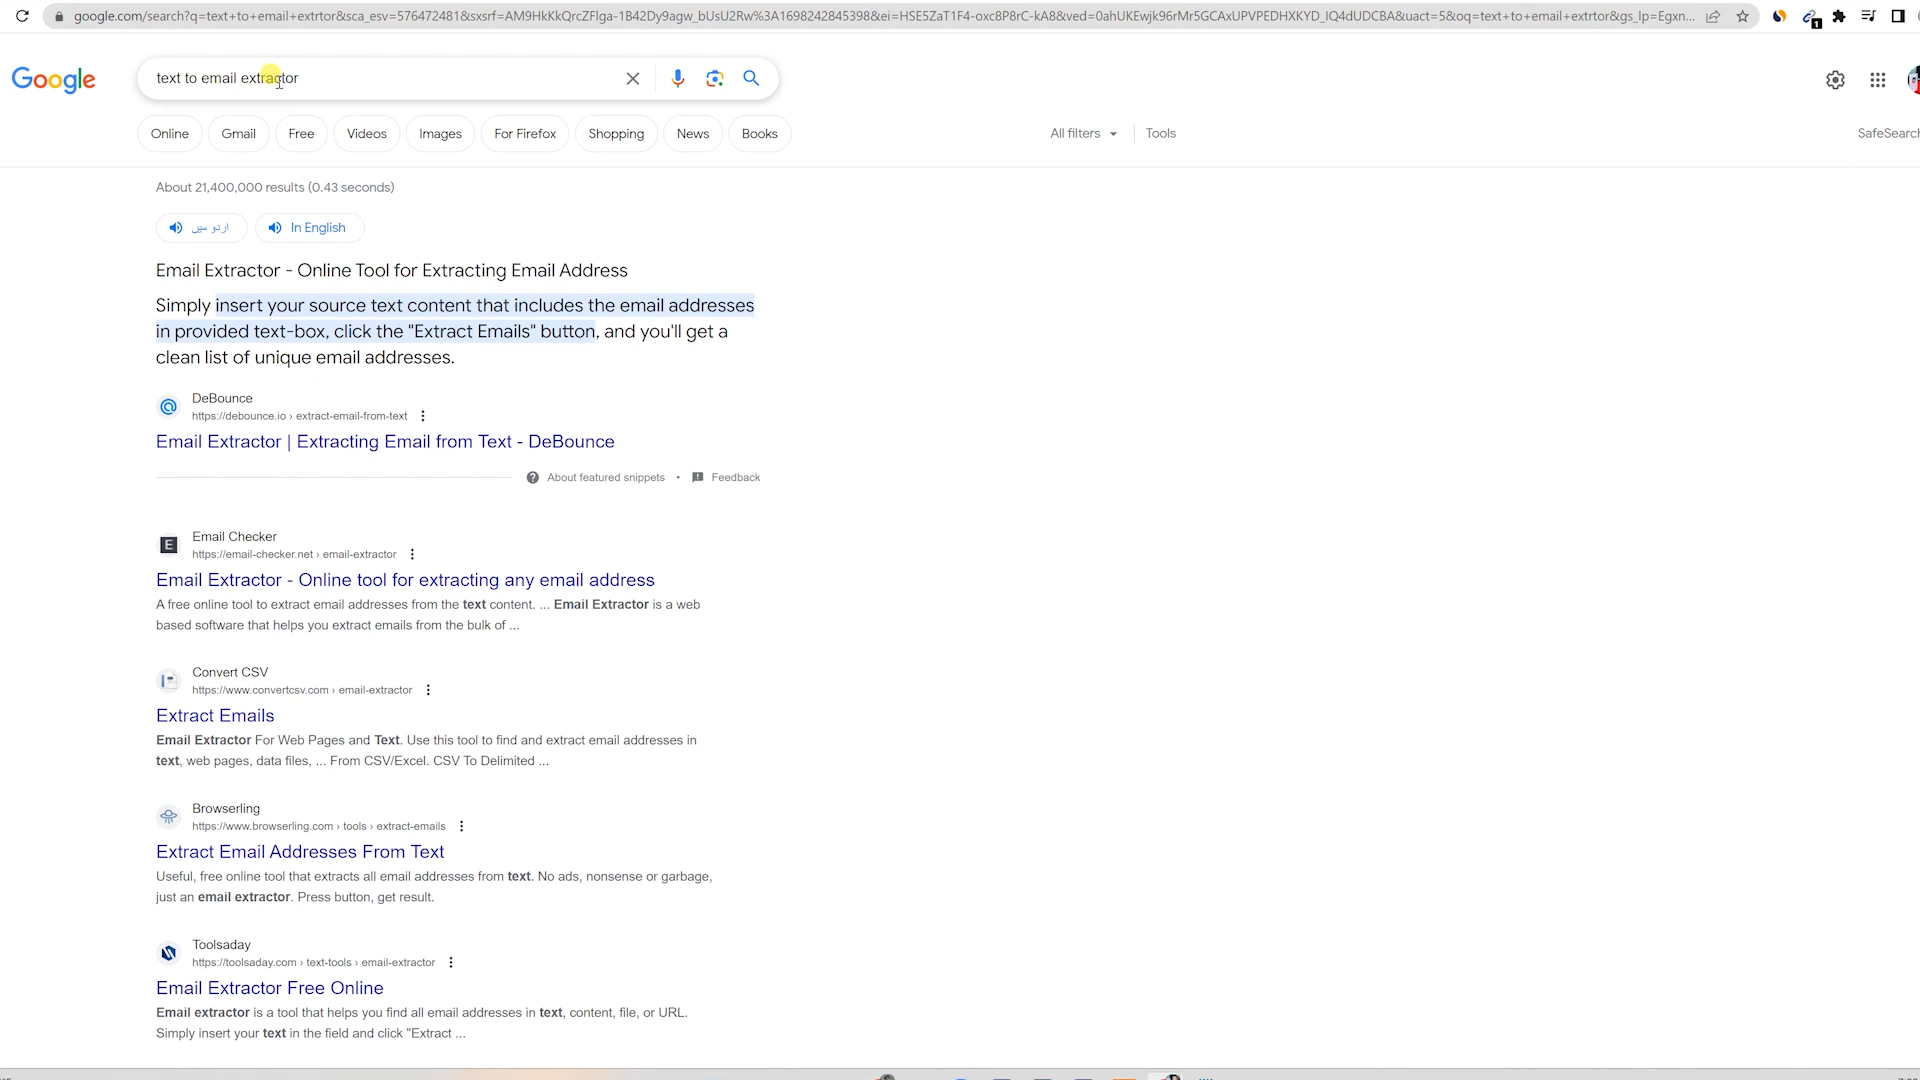 google.com/search?q=text+to+email+extrtor&sca_esv=576472481&sxsrf=AM9HkKkQrcZFlga-1B42Dy9agw_bUsU2Rw%3A1698242845398&ei=HSE5ZaT1F4-oxc8P8rC-kA8&ved=0ahUKEwjk96rMr5GCAxUPVPEDHXKYD_IQ4dUDCBA&uact=5&oq=text+to+email+extrtor&gs_lp=Egxn...
1
Google
text to email extractor
Online
Gmail
Free
Videos
Images
For Firefox
Shopping
News
Books
All filters
Tools
SafeSearch
About 21,400,000 results (0.43 seconds)
اردو میں
In English
Email Extractor - Online Tool for Extracting Email Address
Simply insert your source text content that includes the email addresses
in provided text-box, click the "Extract Emails" button, and you'll get a
clean list of unique email addresses.
DeBounce
https://debounce.io › extract-email-from-text
Email Extractor | Extracting Email from Text - DeBounce
About featured snippets • Feedback
E
Email Checker
https://email-checker.net › email-extractor
Email Extractor - Online tool for extracting any email address
A free online tool to extract email addresses from the text content. ... Email Extractor is a web
based software that helps you extract emails from the bulk of ...
Convert CSV
https://www.convertcsv.com › email-extractor
Extract Emails
Email Extractor For Web Pages and Text. Use this tool to find and extract email addresses in
text, web pages, data files, ... From CSV/Excel. CSV To Delimited ...
Browserling
https://www.browserling.com › tools › extract-emails
Extract Email Addresses From Text
Useful, free online tool that extracts all email addresses from text. No ads, nonsense or garbage,
just an email extractor. Press button, get result.
Toolsaday
https://toolsaday.com › text-tools › email-extractor
Email Extractor Free Online
Email extractor is a tool that helps you find all email addresses in text, content, file, or URL.
Simply insert your text in the field and click "Extract ...